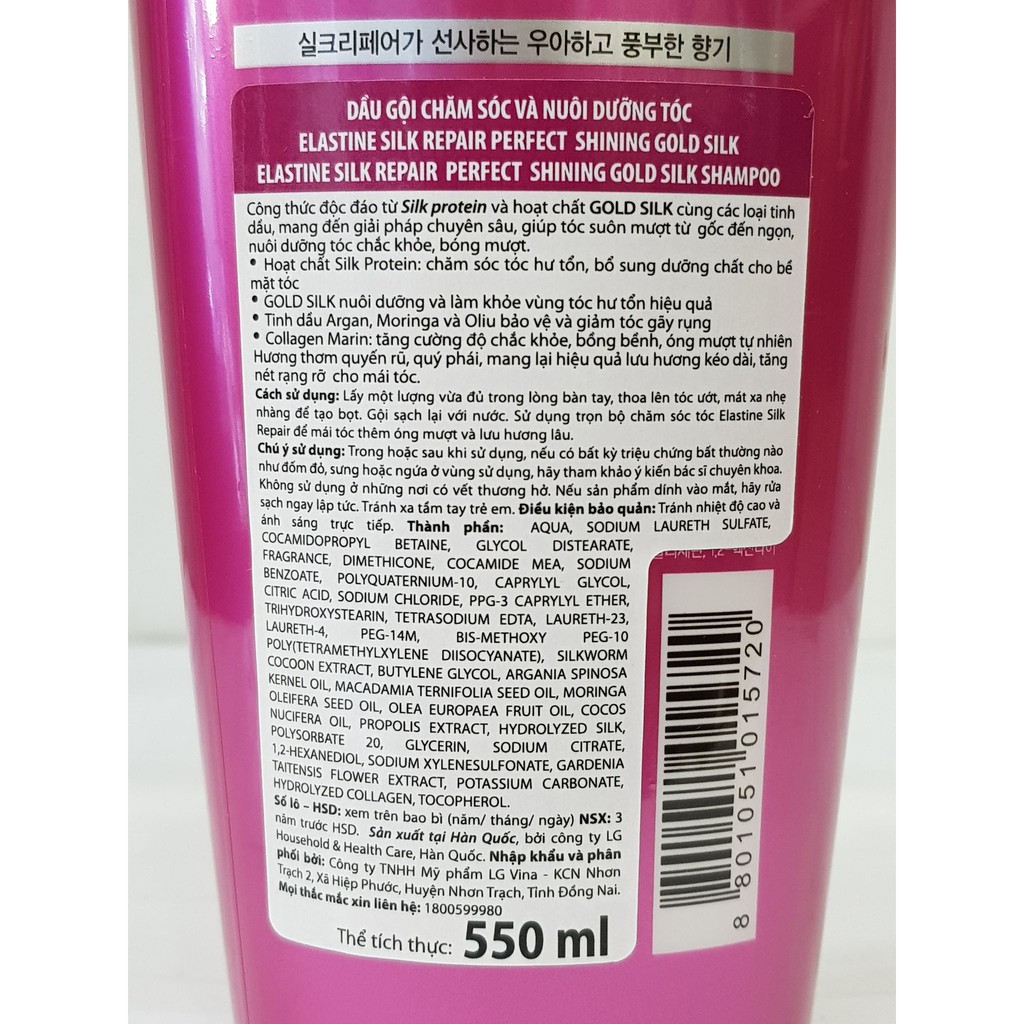 실크리페어가 선사하는 우아하고 풍부한 향기
DẦU GỘI CHĂM SÓC VÀ NUÔI DƯỠNG TÓC
ELASTINE SILK REPAIR PERFECT SHINING GOLD SILK
ELASTINE SILK REPAIR PERFECT SHINING GOLD SILK SHAMPOO
Công thức độc đáo từ Silk protein và hoạt chất GOLD SILK cùng các loại tinh
dầu, mang đến giải pháp chuyên sâu, giúp tóc suôn mượt từ gốc đến ngọn,
nuôi dưỡng tóc chắc khỏe, bóng mượt.
• Hoạt chất Silk Protein: chăm sóc tóc hư tổn, bổ sung dưỡng chất cho bề
mặt tóc
• GOLD SILK nuôi dưỡng và làm khỏe vùng tóc hư tổn hiệu quả
• Tinh dầu Argan, Moringa và Oliu bảo vệ và giảm tóc gãy rụng
• Collagen Marin: tăng cường độ chắc khỏe, bồng bềnh, óng mượt tự nhiên
Hương thơm quyến rũ, quý phái, mang lại hiệu quả lưu hương kéo dài, tăng
nét rạng rỡ cho mái tóc.
Cách sử dụng: Lấy một lượng vừa đủ trong lòng bàn tay, thoa lên tóc ướt, mát xa nhẹ
nhàng để tạo bọt. Gội sạch lại với nước. Sử dụng trọn bộ chăm sóc tóc Elastine Silk
Repair để mái tóc thêm óng mượt và lưu hương lâu.
Chú ý sử dụng: Trong hoặc sau khi sử dụng, nếu có bất kỳ triệu chứng bất thường nào
như đốm đỏ, sưng hoặc ngứa ở vùng sử dụng, hãy tham khảo ý kiến bác sĩ chuyên khoa.
Không sử dụng ở những nơi có vết thương hở. Nếu sản phẩm dính vào mắt, hãy rửa
sạch ngay lập tức. Tránh xa tầm tay trẻ em. Điều kiện bảo quản: Tránh nhiệt độ cao và
ánh sáng trực tiếp. Thành phần: AQUA, SODIUM LAURETH SULFATE,
COCAMIDOPROPYL BETAINE, GLYCOL DISTEARATE,
FRAGRANCE, DIMETHICONE, COCAMIDE MEA, SODIUM
BENZOATE, POLYQUATERNIUM-10, CAPRYLYL GLYCOL,
CITRIC ACID, SODIUM CHLORIDE, PPG-3 CAPRYLYL ETHER,
TRIHYDROXYSTEARIN, TETRASODIUM EDTA, LAURETH-23,
LAURETH-4, PEG-14M, BIS-METHOXY PEG-10
POLY(TETRAMETHYLXYLENE DIISOCYANATE), SILKWORM
COCOON EXTRACT, BUTYLENE GLYCOL, ARGANIA SPINOSA
KERNEL OIL, MACADAMIA TERNIFOLIA SEED OIL, MORINGA
OLEIFERA SEED OIL, OLEA EUROPAEA FRUIT OIL, COCOS
NUCIFERA OIL, PROPOLIS EXTRACT, HYDROLYZED SILK,
POLYSORBATE 20, GLYCERIN, SODIUM CITRATE,
1,2-HEXANEDIOL, SODIUM XYLENESULFONATE, GARDENIA
TAITENSIS FLOWER EXTRACT, POTASSIUM CARBONATE,
HYDROLYZED COLLAGEN, TOCOPHEROL.
Số lô – HSD: xem trên bao bì (năm/ tháng/ ngày) NSX: 3
năm trước HSD. Sản xuất tại Hàn Quốc, bởi công ty LG
Household & Health Care, Hàn Quốc. Nhập khẩu và phân
phối bởi: Công ty TNHH Mỹ phẩm LG Vina - KCN Nhơn
Trạch 2, Xã Hiệp Phước, Huyện Nhơn Trạch, Tỉnh Đồng Nai.
Mọi thắc mắc xin liên hệ: 1800599980
Thể tích thực: 550 ml
8 801051 015720